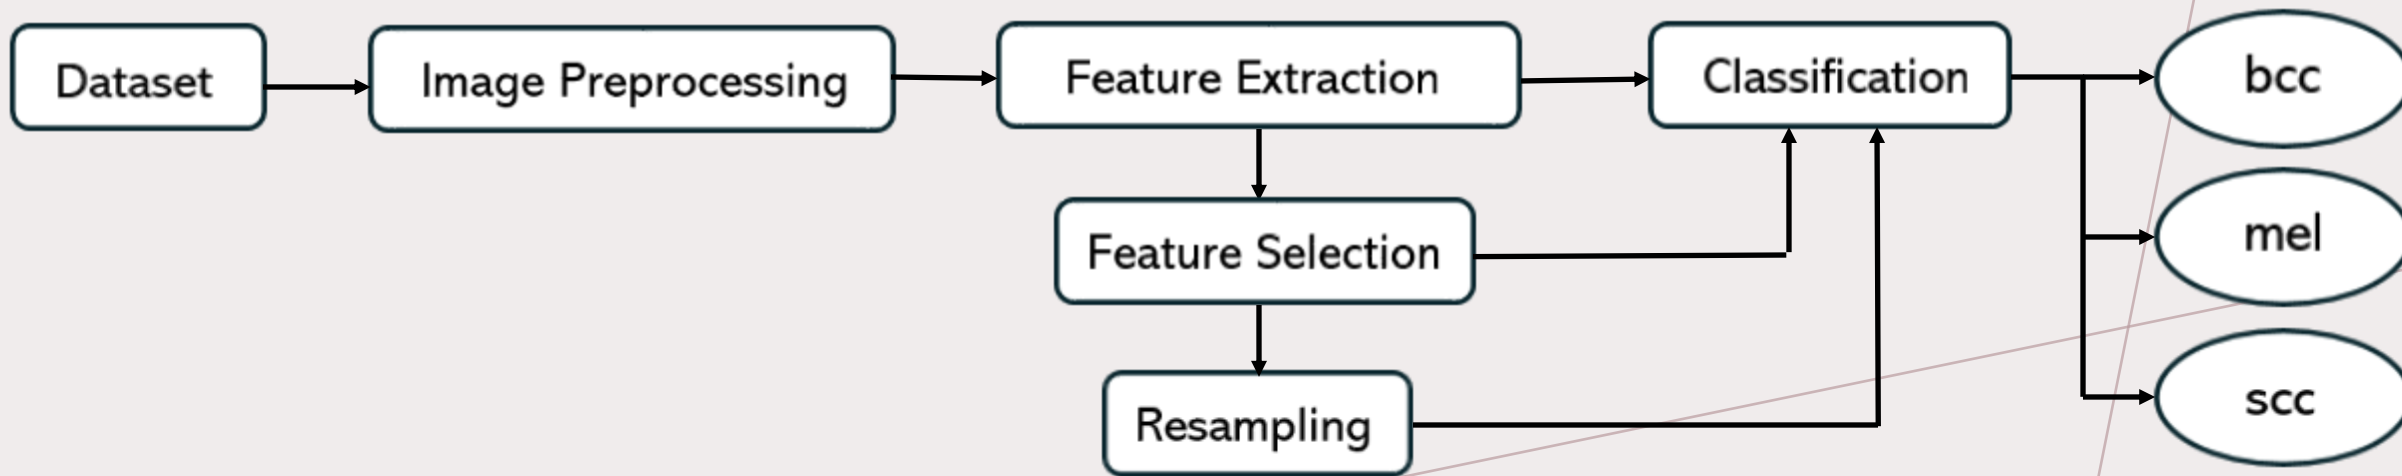 Dataset
Image Preprocessing
Feature Extraction
Classification
bcc
Feature Selection
mel
Resampling
scc